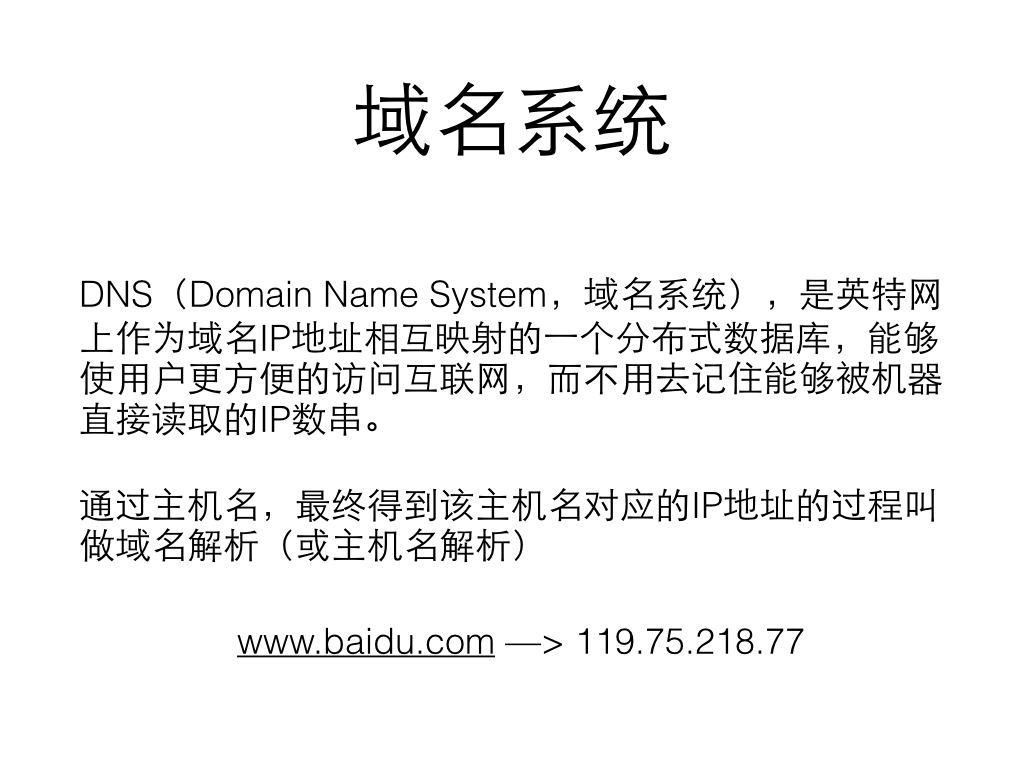 域名系统
DNS（Domain Name System，域名系统），是英特网
上作为域名IP地址相互映射的一个分布式数据库，能够
使用户更方便的访问互联网，而不用去记住能够被机器
直接读取的IP数串。
通过主机名，最终得到该主机名对应的IP地址的过程叫
做域名解析（或主机名解析）
www.baidu.com —> 119.75.218.77